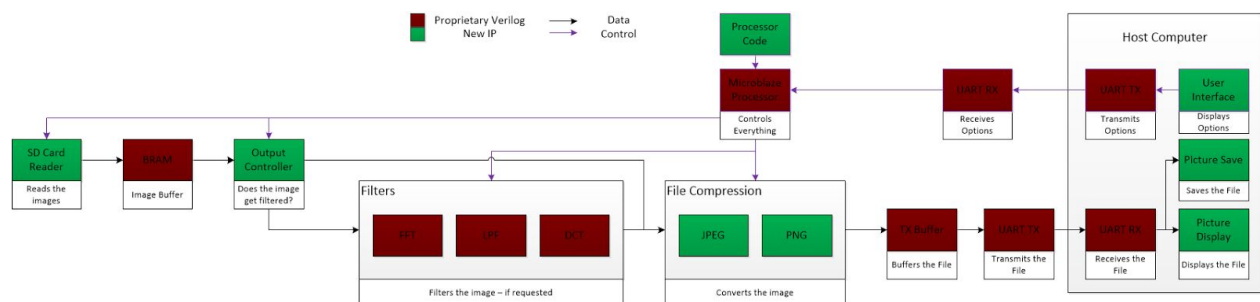 Proprietary Verilog
New IP
Data
Control
Processor
Code
Host Computer
Microblaze
Processor
Controls
Everything
UART RX
Receives
Options
UART TX
Transmits
Options
User
Interface
Displays
Options
SD Card
Reader
Reads the
images
BRAM
Image Buffer
Output
Controller
Does the image
get filtered?
Filters
FFT
LPF
DCT
Filters the image – if requested
File Compression
JPEG
PNG
Converts the image
TX Buffer
Buffers the File
UART TX
Transmits the
File
UART RX
Receives the
File
Picture Save
Saves the File
Picture
Display
Displays the File